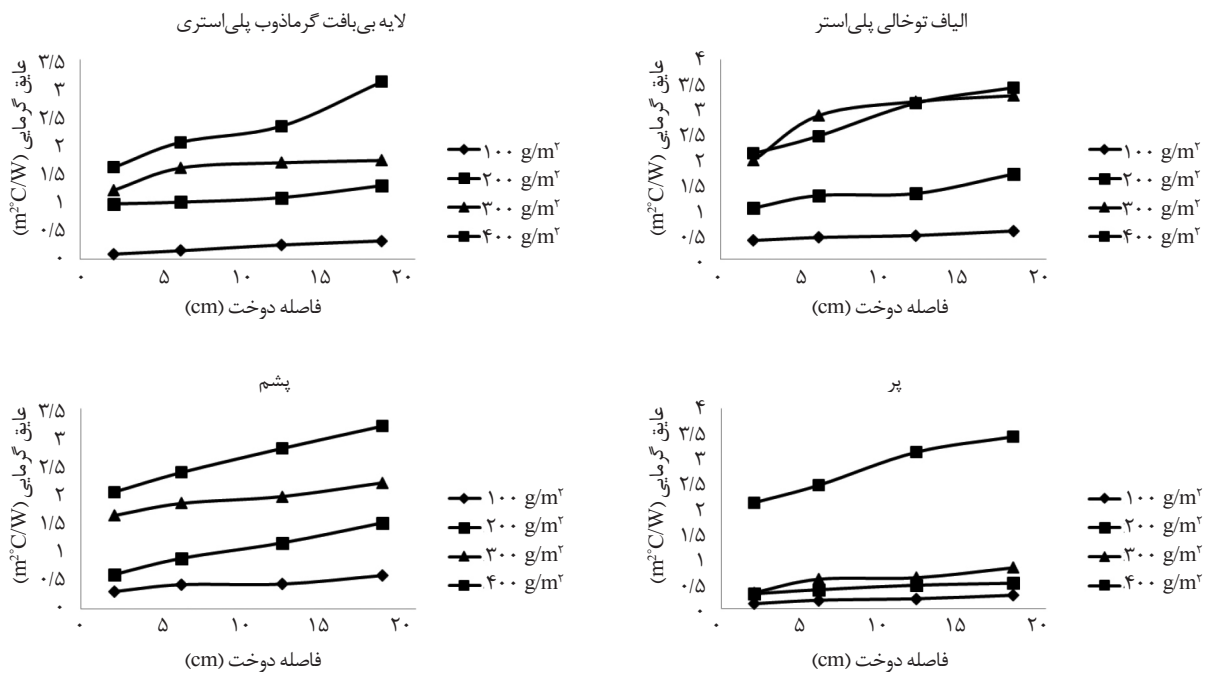 الیاف توخالی پلی‌استر
عایق گرمایی (m²°C/W)
۴
۳/۵
۳
۲/۵
۲
۱/۵
۱
۰/۵
۰
۰ ۵ ۱۰ ۱۵ ۲۰
فاصله دوخت (cm)
۱۰۰ g/m²
۲۰۰ g/m²
۳۰۰ g/m²
۴۰۰ g/m²
لایه بی‌بافت گرماذوب پلی‌استری
عایق گرمایی (m²°C/W)
۳/۵
۳
۲/۵
۲
۱/۵
۱
۰/۵
۰
۰ ۵ ۱۰ ۱۵ ۲۰
فاصله دوخت (cm)
۱۰۰ g/m²
۲۰۰ g/m²
۳۰۰ g/m²
۴۰۰ g/m²
پر
عایق گرمایی (m²°C/W)
۴
۳/۵
۳
۲/۵
۲
۱/۵
۱
۰/۵
۰
۰ ۵ ۱۰ ۱۵ ۲۰
فاصله دوخت (cm)
۱۰۰ g/m²
۲۰۰ g/m²
۳۰۰ g/m²
۴۰۰ g/m²
پشم
عایق گرمایی (m²°C/W)
۳/۵
۳
۲/۵
۲
۱/۵
۱
۰/۵
۰
۰ ۵ ۱۰ ۱۵ ۲۰
فاصله دوخت (cm)
۱۰۰ g/m²
۲۰۰ g/m²
۳۰۰ g/m²
۴۰۰ g/m²